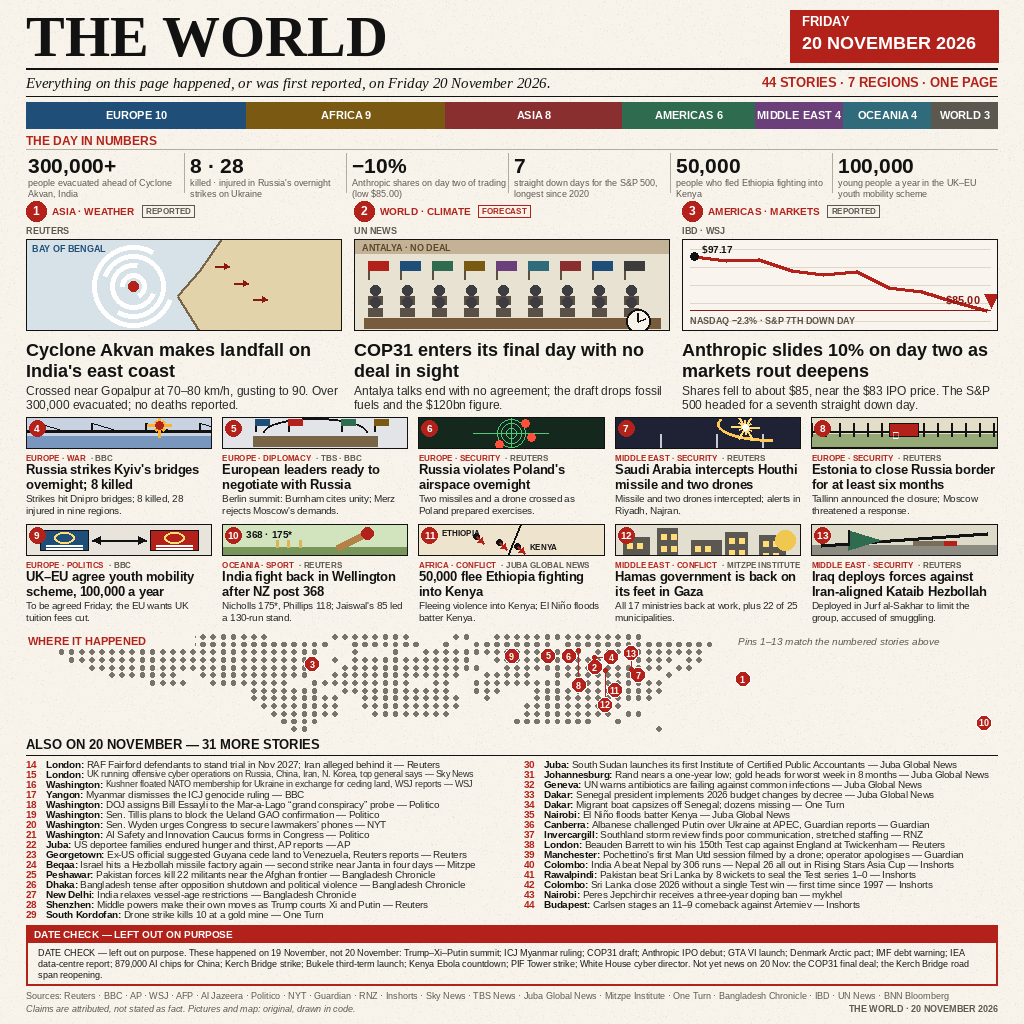 THE WORLD
FRIDAY
20 NOVEMBER 2026
Everything on this page happened, or was first reported, on Friday 20 November 2026.
44 STORIES · 7 REGIONS · ONE PAGE
EUROPE 10
AFRICA 9
ASIA 8
AMERICAS 6
MIDDLE EAST 4
OCEANIA 4
WORLD 3
THE DAY IN NUMBERS
300,000+
people evacuated ahead of Cyclone
Akvan, India
8 · 28
killed · injured in Russia's overnight
strikes on Ukraine
−10%
Anthropic shares on day two of trading
(low $85.00)
7
straight down days for the S&P 500,
longest since 2020
50,000
people who fled Ethiopia fighting into
Kenya
100,000
young people a year in the UK–EU
youth mobility scheme
1 ASIA · WEATHER REPORTED
REUTERS
BAY OF BENGAL
Cyclone Akvan makes landfall on
India's east coast
Crossed near Gopalpur at 70–80 km/h, gusting to 90. Over
300,000 evacuated; no deaths reported.
2 WORLD · CLIMATE FORECAST
UN NEWS
ANTALYA · NO DEAL
COP31 enters its final day with no
deal in sight
Antalya talks end with no agreement; the draft drops fossil
fuels and the $120bn figure.
3 AMERICAS · MARKETS REPORTED
IBD · WSJ
$97.17
$85.00
NASDAQ −2.3% · S&P 7TH DOWN DAY
Anthropic slides 10% on day two as
markets rout deepens
Shares fell to about $85, near the $83 IPO price. The S&P
500 headed for a seventh straight down day.
4
EUROPE · WAR · BBC
Russia strikes Kyiv's bridges
overnight; 8 killed
Strikes hit Dnipro bridges; 8 killed, 28
injured in nine regions.
5
EUROPE · DIPLOMACY · TBS · BBC
European leaders ready to
negotiate with Russia
Berlin summit: Burnham cites unity; Merz
rejects Moscow's demands.
6
EUROPE · SECURITY · REUTERS
Russia violates Poland's
airspace overnight
Two missiles and a drone crossed as
Poland prepared exercises.
7
MIDDLE EAST · SECURITY · REUTERS
Saudi Arabia intercepts Houthi
missile and two drones
Missile and two drones intercepted; alerts in
Riyadh, Najran.
8
EUROPE · SECURITY · REUTERS
Estonia to close Russia border
for at least six months
Tallinn announced the closure; Moscow
threatened a response.
9
EUROPE · POLITICS · BBC
UK–EU agree youth mobility
scheme, 100,000 a year
To be agreed Friday; the EU wants UK
tuition fees cut.
10 368 · 175*
OCEANIA · SPORT · REUTERS
India fight back in Wellington
after NZ post 368
Nicholls 175*, Phillips 118; Jaiswal's 85 led
a 130-run stand.
11 ETHIOPIA
KENYA
AFRICA · CONFLICT · JUBA GLOBAL NEWS
50,000 flee Ethiopia fighting
into Kenya
Fleeing violence into Kenya; El Niño floods
batter Kenya.
12
MIDDLE EAST · CONFLICT · MITZPE INSTITUTE
Hamas government is back on
its feet in Gaza
All 17 ministries back at work, plus 22 of 25
municipalities.
13
MIDDLE EAST · SECURITY · REUTERS
Iraq deploys forces against
Iran-aligned Kataib Hezbollah
Deployed in Jurf al-Sakhar to limit the
group, accused of smuggling.
WHERE IT HAPPENED
Pins 1–13 match the numbered stories above
3
9
5
6
4
2
13
7
8
11
12
1
10
ALSO ON 20 NOVEMBER — 31 MORE STORIES
14 London: RAF Fairford defendants to stand trial in Nov 2027; Iran alleged behind it — Reuters
15 London: UK running offensive cyber operations on Russia, China, Iran, N. Korea, top general says — Sky News
16 Washington: Kushner floated NATO membership for Ukraine in exchange for ceding land, WSJ reports — WSJ
17 Yangon: Myanmar dismisses the ICJ genocide ruling — BBC
18 Washington: DOJ assigns Bill Essayli to the Mar-a-Lago “grand conspiracy” probe — Politico
19 Washington: Sen. Tillis plans to block the Ueland GAO confirmation — Politico
20 Washington: Sen. Wyden urges Congress to secure lawmakers' phones — NYT
21 Washington: AI Safety and Innovation Caucus forms in Congress — Politico
22 Juba: US deportee families endured hunger and thirst, AP reports — AP
23 Georgetown: Ex-US official suggested Guyana cede land to Venezuela, Reuters reports — Reuters
24 Beqaa: Israel hits a Hezbollah missile factory again — second strike near Janta in four days — Mitzpe
25 Peshawar: Pakistan forces kill 22 militants near the Afghan frontier — Bangladesh Chronicle
26 Dhaka: Bangladesh tense after opposition shutdown and political violence — Bangladesh Chronicle
27 New Delhi: India relaxes vessel-age restrictions — Bangladesh Chronicle
28 Shenzhen: Middle powers make their own moves as Trump courts Xi and Putin — Reuters
29 South Kordofan: Drone strike kills 10 at a gold mine — One Turn
30 Juba: South Sudan launches its first Institute of Certified Public Accountants — Juba Global News
31 Johannesburg: Rand nears a one-year low; gold heads for worst week in 8 months — Juba Global News
32 Geneva: UN warns antibiotics are failing against common infections — Juba Global News
33 Dakar: Senegal president implements 2026 budget changes by decree — Juba Global News
34 Dakar: Migrant boat capsizes off Senegal; dozens missing — One Turn
35 Nairobi: El Niño floods batter Kenya — Juba Global News
36 Canberra: Albanese challenged Putin over Ukraine at APEC, Guardian reports — Guardian
37 Invercargill: Southland storm review finds poor communication, stretched staffing — RNZ
38 London: Beauden Barrett to win his 150th Test cap against England at Twickenham — Reuters
39 Manchester: Pochettino's first Man Utd session filmed by a drone; operator apologises — Guardian
40 Colombo: India A beat Nepal by 306 runs — Nepal 26 all out in Rising Stars Asia Cup — Inshorts
41 Rawalpindi: Pakistan beat Sri Lanka by 8 wickets to seal the Test series 1–0 — Inshorts
42 Colombo: Sri Lanka close 2026 without a single Test win — first time since 1997 — Inshorts
43 Nairobi: Peres Jepchirchir receives a three-year doping ban — mykhel
44 Budapest: Carlsen stages an 11–9 comeback against Artemiev — Inshorts
DATE CHECK — LEFT OUT ON PURPOSE
DATE CHECK — left out on purpose. These happened on 19 November, not 20 November: Trump–Xi–Putin summit; ICJ Myanmar ruling; COP31 draft; Anthropic IPO debut; GTA VI launch; Denmark Arctic pact; IMF debt warning; IEA
data-centre report; 879,000 AI chips for China; Kerch Bridge strike; Bukele third-term launch; Kenya Ebola countdown; PIF Tower strike; White House cyber director. Not yet news on 20 Nov: the COP31 final deal; the Kerch Bridge road
span reopening.
Sources: Reuters · BBC · AP · WSJ · AFP · Al Jazeera · Politico · NYT · Guardian · RNZ · Inshorts · Sky News · TBS News · Juba Global News · Mitzpe Institute · One Turn · Bangladesh Chronicle · IBD · UN News · BNN Bloomberg
Claims are attributed, not stated as fact. Pictures and map: original, drawn in code.
THE WORLD · 20 NOVEMBER 2026